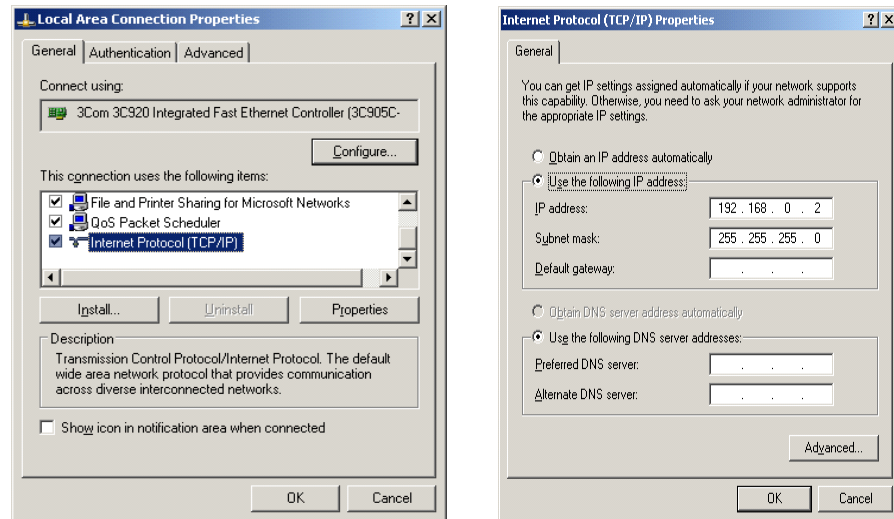 Local Area Connection Properties
General
Authentication
Advanced
Connect using:
3Com 3C920 Integrated Fast Ethernet Controller (3C905C-
Configure...
This connection uses the following items:
File and Printer Sharing for Microsoft Networks
QoS Packet Scheduler
Internet Protocol (TCP/IP)
Install...
Uninstall
Properties
Description
Transmission Control Protocol/Internet Protocol. The default
wide area network protocol that provides communication
across diverse interconnected networks.
Show icon in notification area when connected
OK
Cancel
Internet Protocol (TCP/IP) Properties
General
You can get IP settings assigned automatically if your network supports
this capability. Otherwise, you need to ask your network administrator for
the appropriate IP settings.
Obtain an IP address automatically
Use the following IP address:
IP address: 192 . 168 . 0 . 2
Subnet mask: 255 . 255 . 255 . 0
Default gateway: . . .
Obtain DNS server address automatically
Use the following DNS server addresses:
Preferred DNS server: . . .
Alternate DNS server: . . .
Advanced...
OK
Cancel